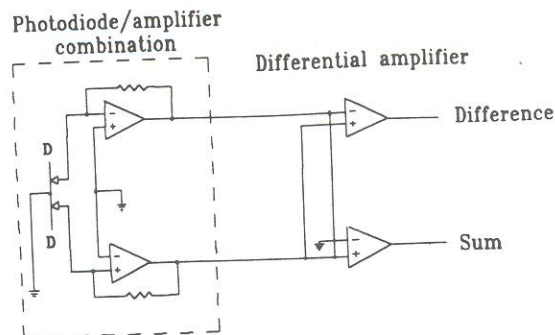 Photodiode/amplifier
combination
Differential amplifier
-
+
-
+
Difference
D
D
-
+
-
+
Sum